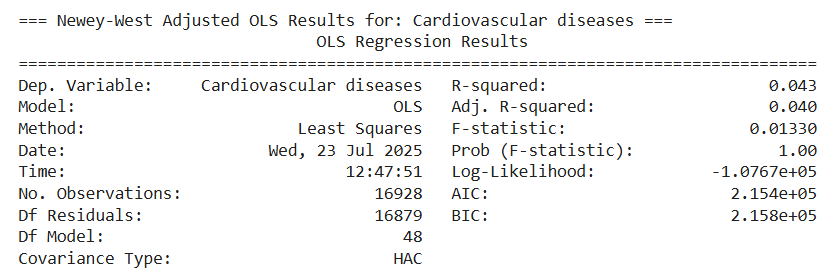 === Newey-West Adjusted OLS Results for: Cardiovascular diseases ===
OLS Regression Results
==============================================================================
Dep. Variable: Cardiovascular diseases R-squared: 0.043
Model: OLS Adj. R-squared: 0.040
Method: Least Squares F-statistic: 0.01330
Date: Wed, 23 Jul 2025 Prob (F-statistic): 1.00
Time: 12:47:51 Log-Likelihood: -1.0767e+05
No. Observations: 16928 AIC: 2.154e+05
Df Residuals: 16879 BIC: 2.158e+05
Df Model: 48
Covariance Type: HAC